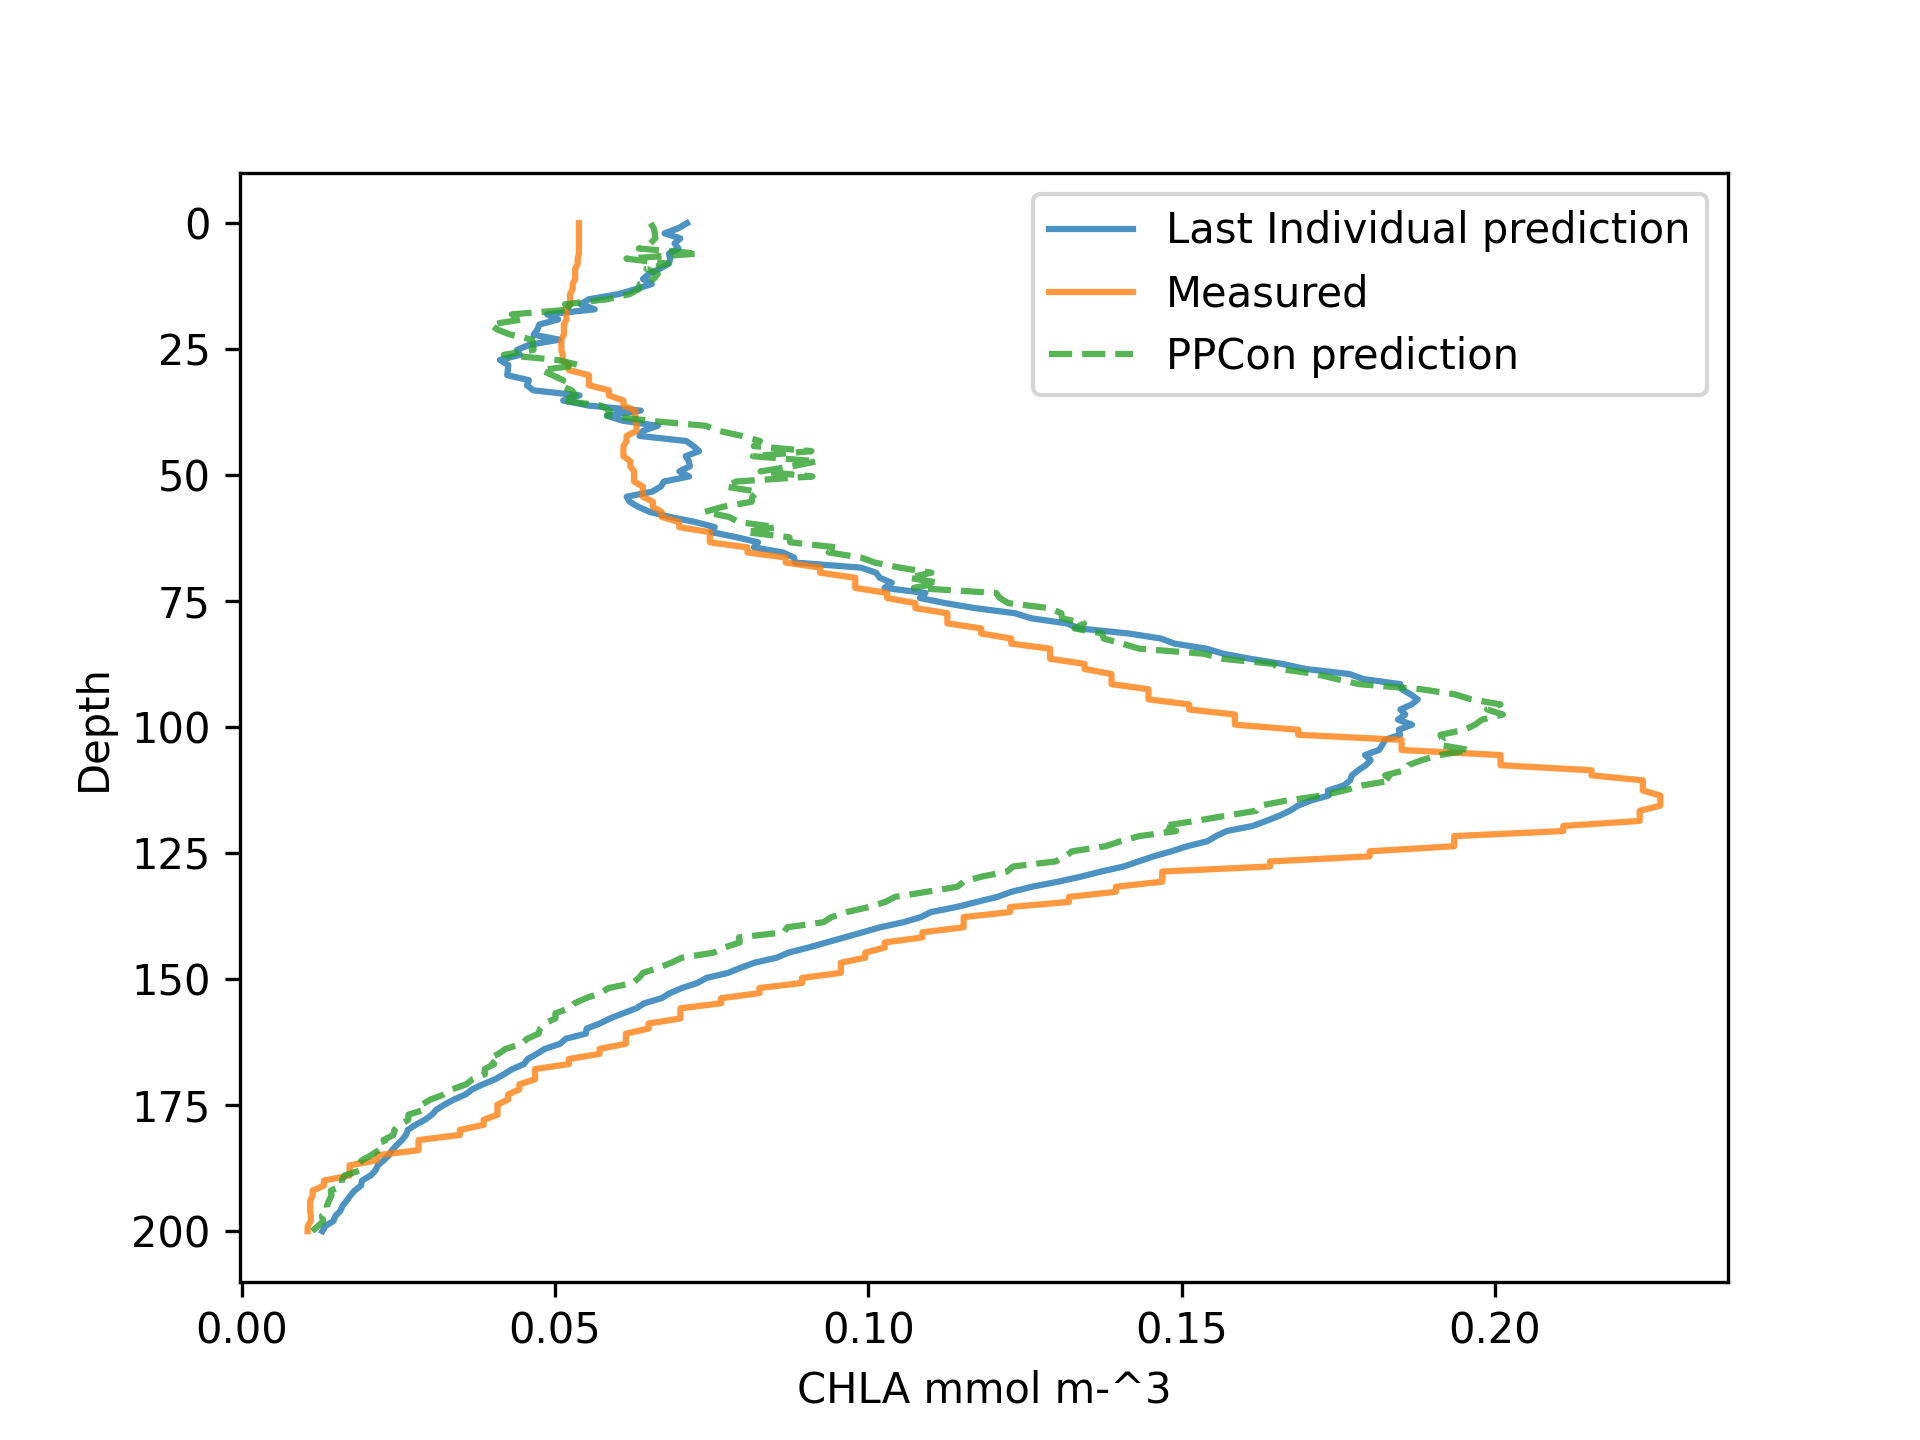 Last Individual prediction
Measured
PPCon prediction
0
25
50
75
100
125
150
175
200
Depth
0.00 0.05 0.10 0.15 0.20
CHLA mmol m-^3